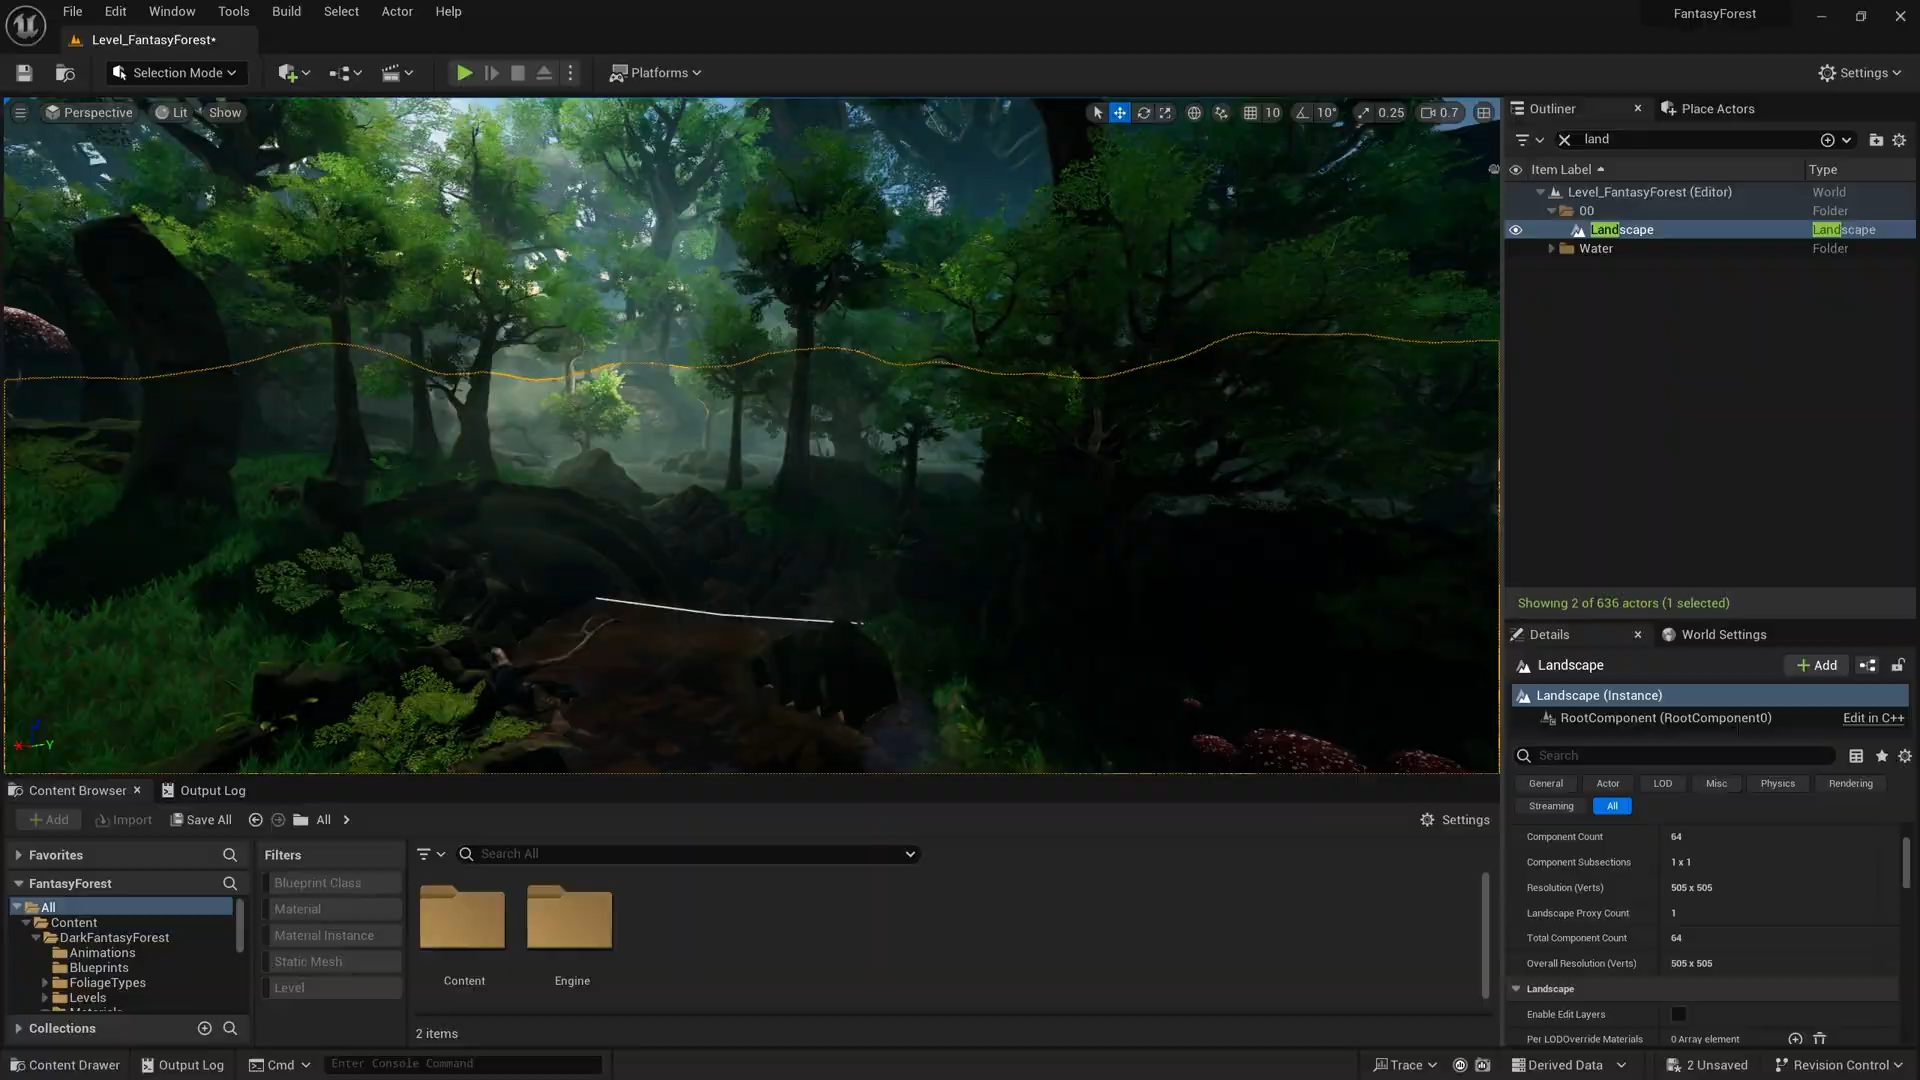 File Edit Window Tools Build Select Actor Help
FantasyForest
Level_FantasyForest*
Selection Mode
Platforms
Settings
Perspective Lit Show
10 10° 0.25 0.7
Outliner
Place Actors
land
Item Label Type
Level_FantasyForest (Editor) World
00 Folder
Landscape Landscape
Water Folder
Showing 2 of 636 actors (1 selected)
Details
World Settings
Landscape
Add
Landscape (Instance)
RootComponent (RootComponent0) Edit in C++
Search
General Actor LOD Misc Physics Rendering
Streaming All
Component Count 64
Component Subsections 1 x 1
Resolution (Verts) 505 x 505
Landscape Proxy Count 1
Total Component Count 64
Overall Resolution (Verts) 505 x 505
Landscape
Enable Edit Layers
Per LODOverride Materials 0 Array element
Y
Content Browser
Output Log
Add Import Save All All
Settings
Favorites
FantasyForest
All
Content
DarkFantasyForest
Animations
Blueprints
FoliageTypes
Levels
Collections
Filters
Blueprint Class
Material
Material Instance
Static Mesh
Level
Search All
Content
Engine
2 items
Content Drawer Output Log Cmd Enter Console Command
Trace Derived Data 2 Unsaved Revision Control